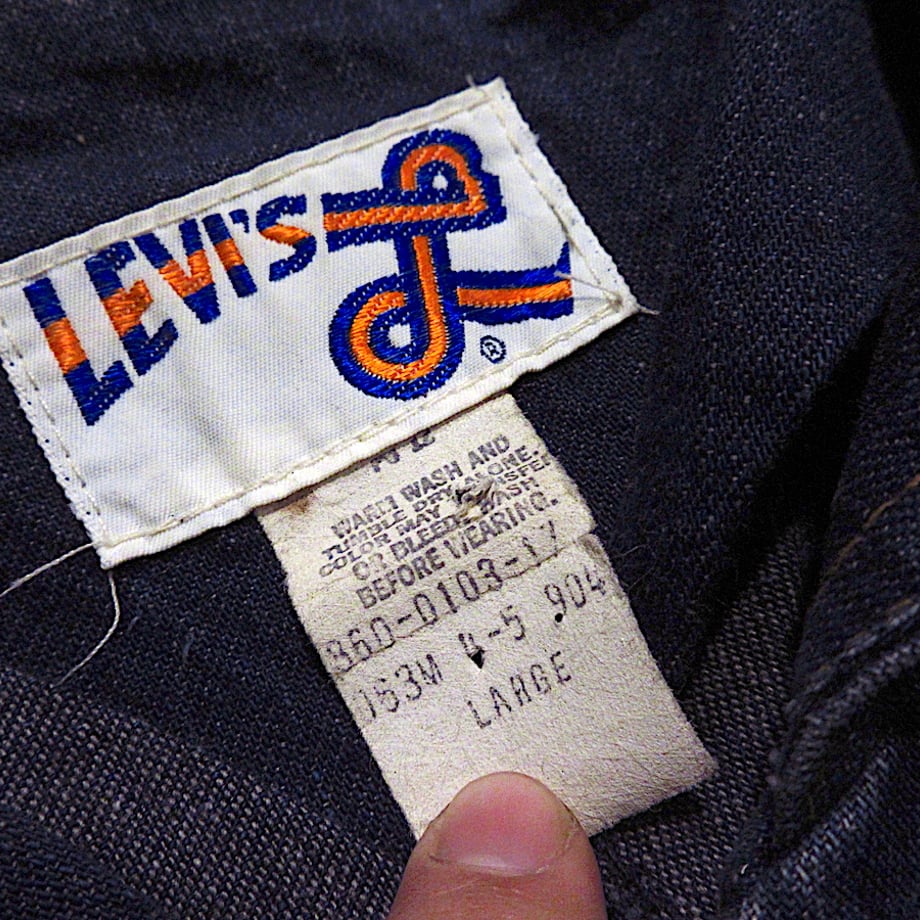 LEVI'S
®
WARM WASH AND
TUMBLE DRY ALONE.
COLOR MAY TRANSFER
OR BLEED. WASH
BEFORE WEARING.
860-0103-17
163M 4-5 904
LARGE